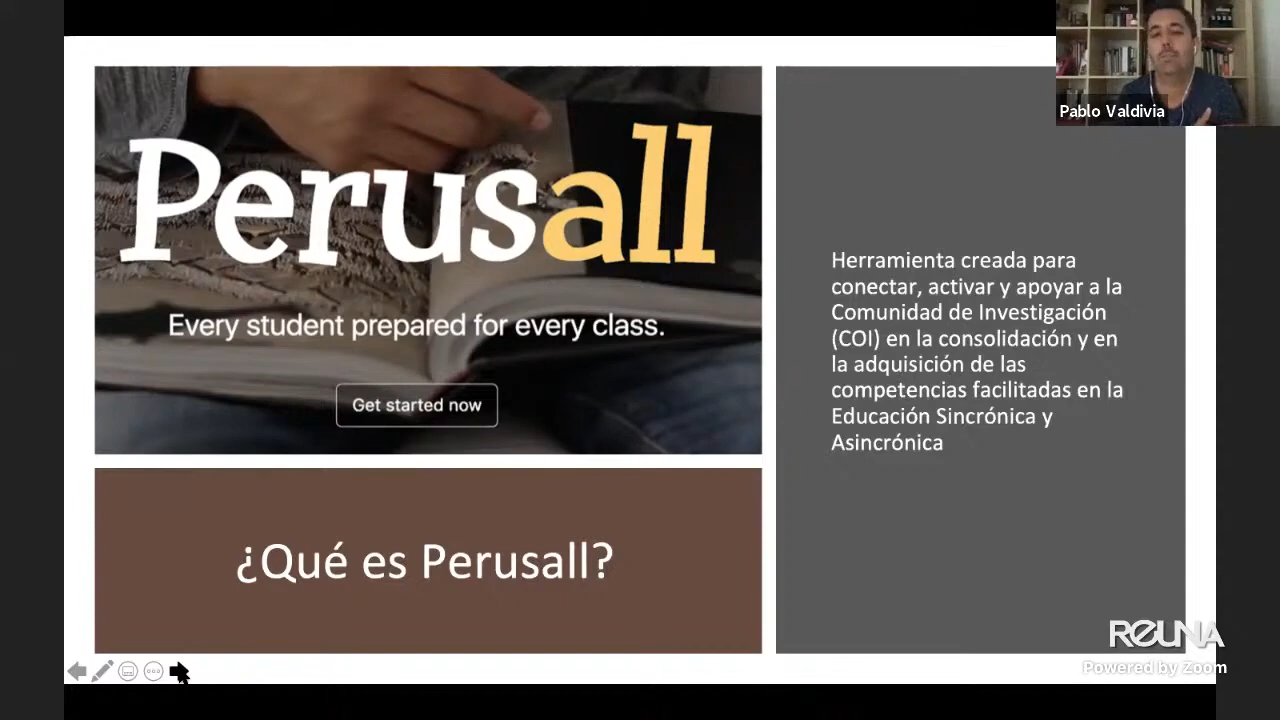 Pablo Valdivia
Perusall
Every student prepared for every class.
Get started now
¿Qué es Perusall?
Herramienta creada para
conectar, activar y apoyar a la
Comunidad de Investigación
(COI) en la consolidación y en
la adquisición de las
competencias facilitadas en la
Educación Sincrónica y
Asincrónica
REUNA
Powered by Zoom